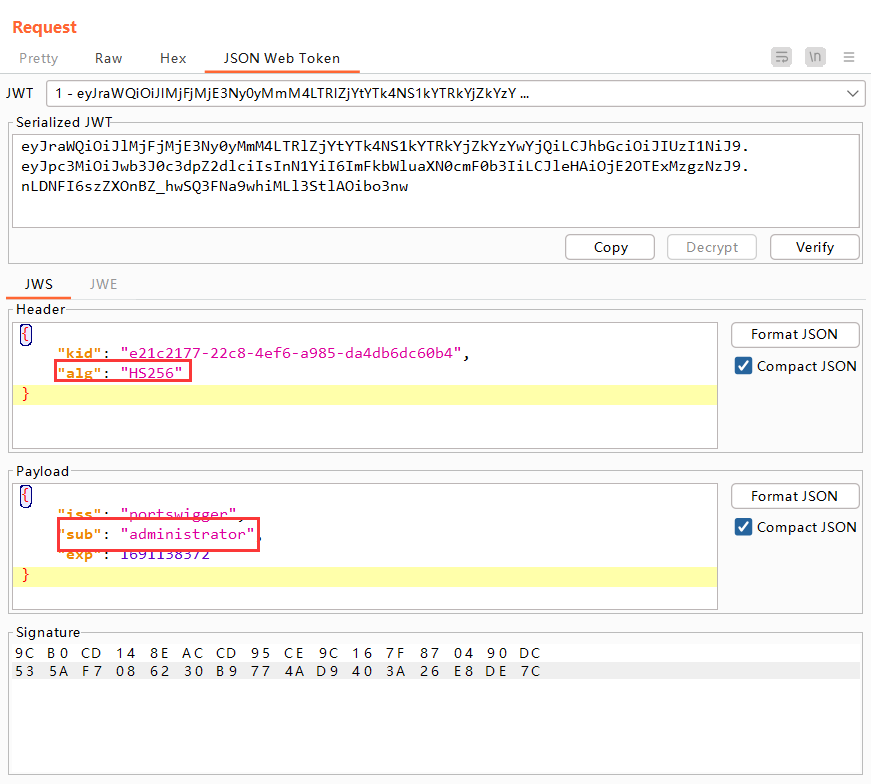 Request
Pretty Raw Hex JSON Web Token \n
JWT 1 - eyJraWQiOiJlMjFjMjE3Ny0yMmM4LTRlZjYtYTk4NS1kYTRkYjZkYzY ...
Serialized JWT
eyJraWQiOiJlMjFjMjE3Ny0yMmM4LTRlZjYtYTk4NS1kYTRkYjZkYzYwYjQiLCJhbGciOiJIUzI1NiJ9.
eyJpc3MiOiJwb3J0c3dpZ2dlciIsInN1YiI6ImFkbWluaXN0cmF0b3IiLCJleHAiOjE2OTExMzgzNzJ9.
nLDNFI6szZXOnBZ_hwSQ3FNa9whiMLl3StlAOibo3nw
Copy Decrypt Verify
JWS JWE
Header
{
"kid": "e21c2177-22c8-4ef6-a985-da4db6dc60b4",
"alg": "HS256"
}
Format JSON
Compact JSON
Payload
{
"iss": "portswigger",
"sub": "administrator",
"exp": 1691138372
}
Format JSON
Compact JSON
Signature
9C B0 CD 14 8E AC CD 95 CE 9C 16 7F 87 04 90 DC
53 5A F7 08 62 30 B9 77 4A D9 40 3A 26 E8 DE 7C